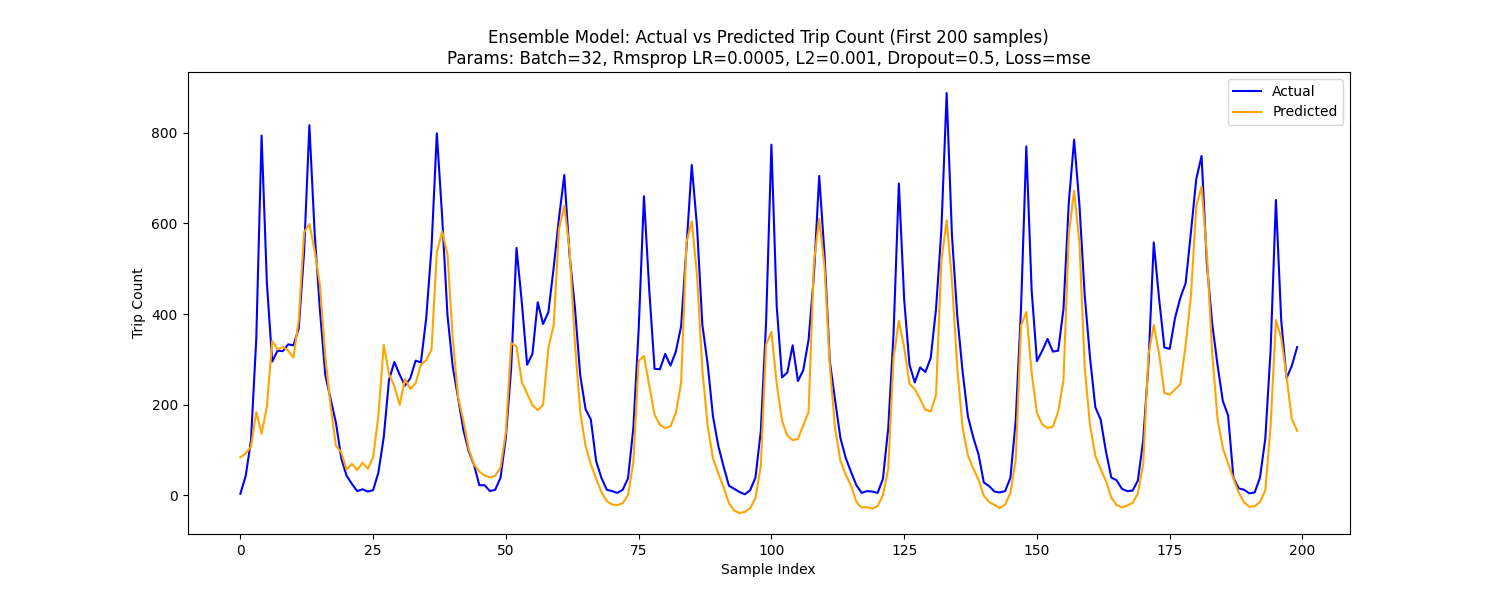 Ensemble Model: Actual vs Predicted Trip Count (First 200 samples)
Params: Batch=32, Rmsprop LR=0.0005, L2=0.001, Dropout=0.5, Loss=mse
Actual
Predicted
Trip Count
800
600
400
200
0
0 25 50 75 100 125 150 175 200
Sample Index